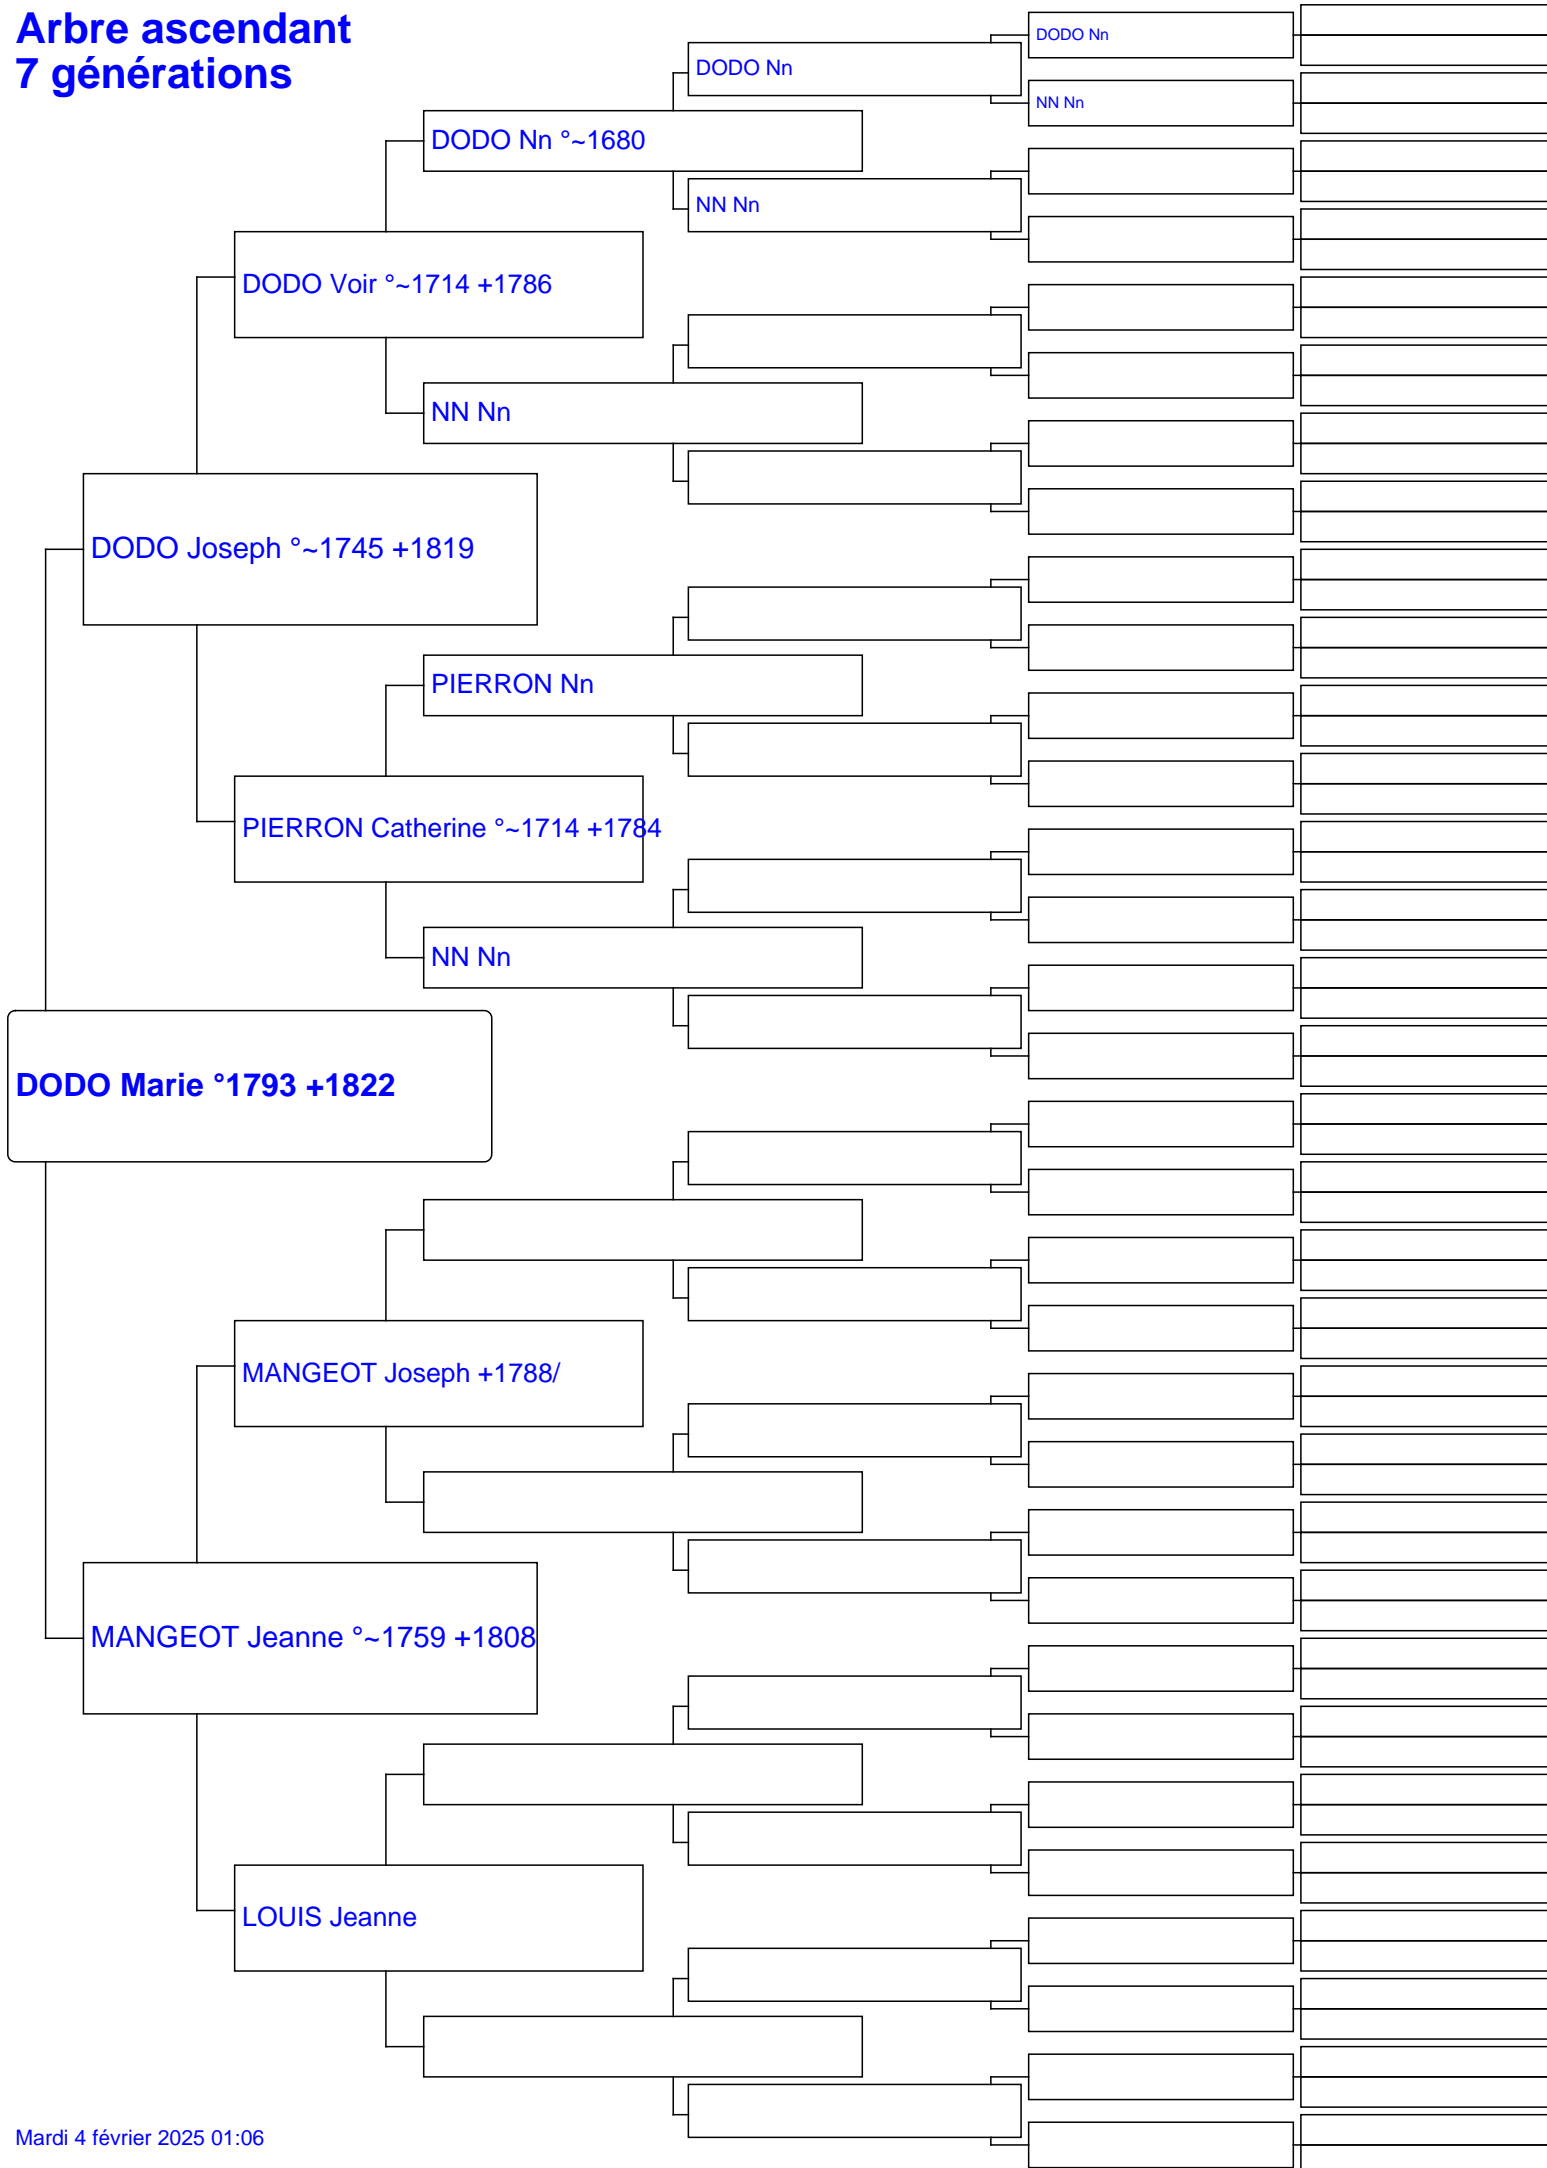 Arbre ascendant
7 générations
DODO Nn
DODO Nn
NN Nn
DODO Nn °~1680
NN Nn
DODO Voir °~1714 +1786
NN Nn
DODO Joseph °~1745 +1819
PIERRON Nn
PIERRON Catherine °~1714 +1784
NN Nn
DODO Marie °1793 +1822
MANGEOT Joseph +1788/
MANGEOT Jeanne °~1759 +1808
LOUIS Jeanne
Mardi 4 février 2025 01:06